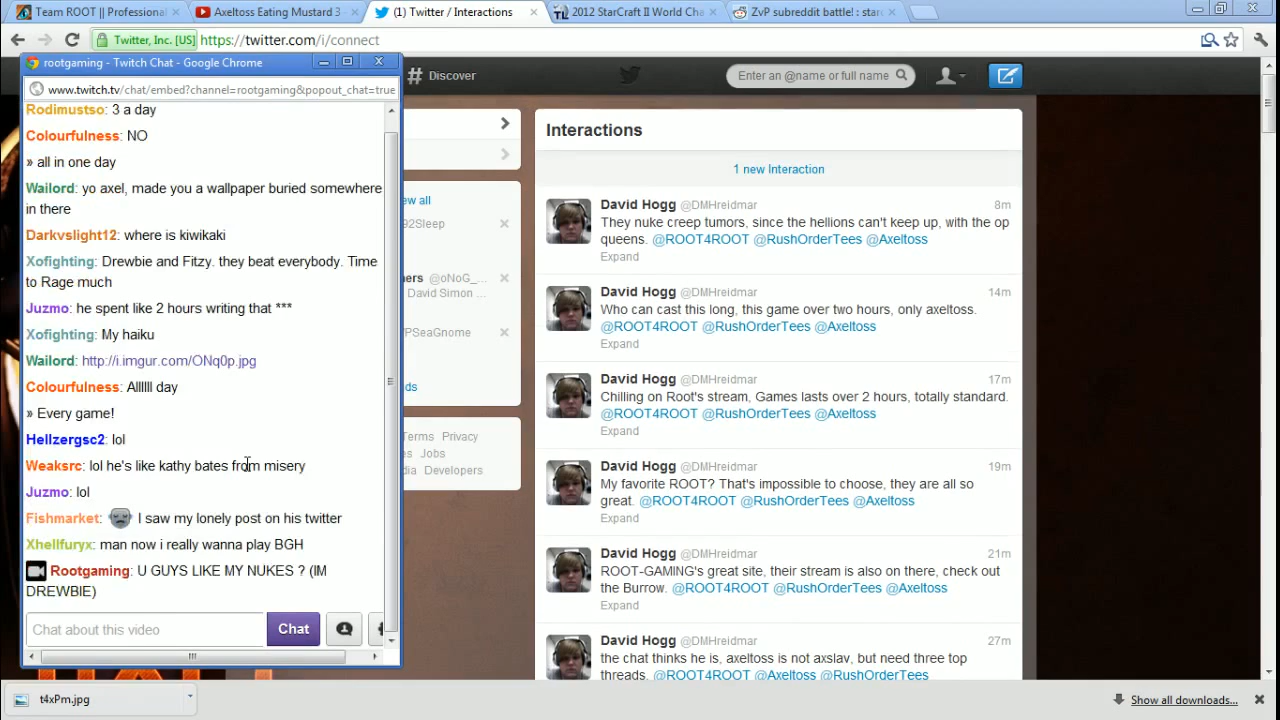 Team ROOT || Professional
Axeltoss Eating Mustard 3
(1) Twitter / Interactions
2012 StarCraft II World Cha
ZvP subreddit battle! : starc
Twitter, Inc. [US]
https://twitter.com/i/connect
rootgaming - Twitch Chat - Google Chrome
www.twitch.tv/chat/embed?channel=rootgaming&popout_chat=true
Rodimustso: 3 a day
Colourfulness: NO
» all in one day
Wailord: yo axel, made you a wallpaper buried somewhere
in there
Darkvslight12: where is kiwikaki
Xofighting: Drewbie and Fitzy. they beat everybody. Time
to Rage much
Juzmo: he spent like 2 hours writing that ***
Xofighting: My haiku
Wailord: http://i.imgur.com/ONq0p.jpg
Colourfulness: Allllll day
» Every game!
Hellzergsc2: lol
Weaksrc: lol he's like kathy bates from misery
Juzmo: lol
Fishmarket: I saw my lonely post on his twitter
Xhellfuryx: man now i really wanna play BGH
Rootgaming: U GUYS LIKE MY NUKES ? (IM
DREWBIE)
Chat about this video
Chat
# Discover
Enter an @name or full name
ew all
92Sleep
ners @oNoG_...
David Simon ...
PSeaGnome
ds
Terms Privacy
es Jobs
dia Developers
Interactions
1 new Interaction
David Hogg @DMHreidmar 8m
They nuke creep tumors, since the hellions can't keep up, with the op
queens. @ROOT4ROOT @RushOrderTees @Axeltoss
Expand
David Hogg @DMHreidmar 14m
Who can cast this long, this game over two hours, only axeltoss.
@ROOT4ROOT @RushOrderTees @Axeltoss
Expand
David Hogg @DMHreidmar 17m
Chilling on Root's stream, Games lasts over 2 hours, totally standard.
@ROOT4ROOT @RushOrderTees @Axeltoss
Expand
David Hogg @DMHreidmar 19m
My favorite ROOT? That's impossible to choose, they are all so
great. @ROOT4ROOT @RushOrderTees @Axeltoss
Expand
David Hogg @DMHreidmar 21m
ROOT-GAMING's great site, their stream is also on there, check out
the Burrow. @ROOT4ROOT @RushOrderTees @Axeltoss
Expand
David Hogg @DMHreidmar 27m
the chat thinks he is, axeltoss is not axslav, but need three top
threads. @ROOT4ROOT @Axeltoss @RushOrderTees
t4xPm.jpg
Show all downloads...